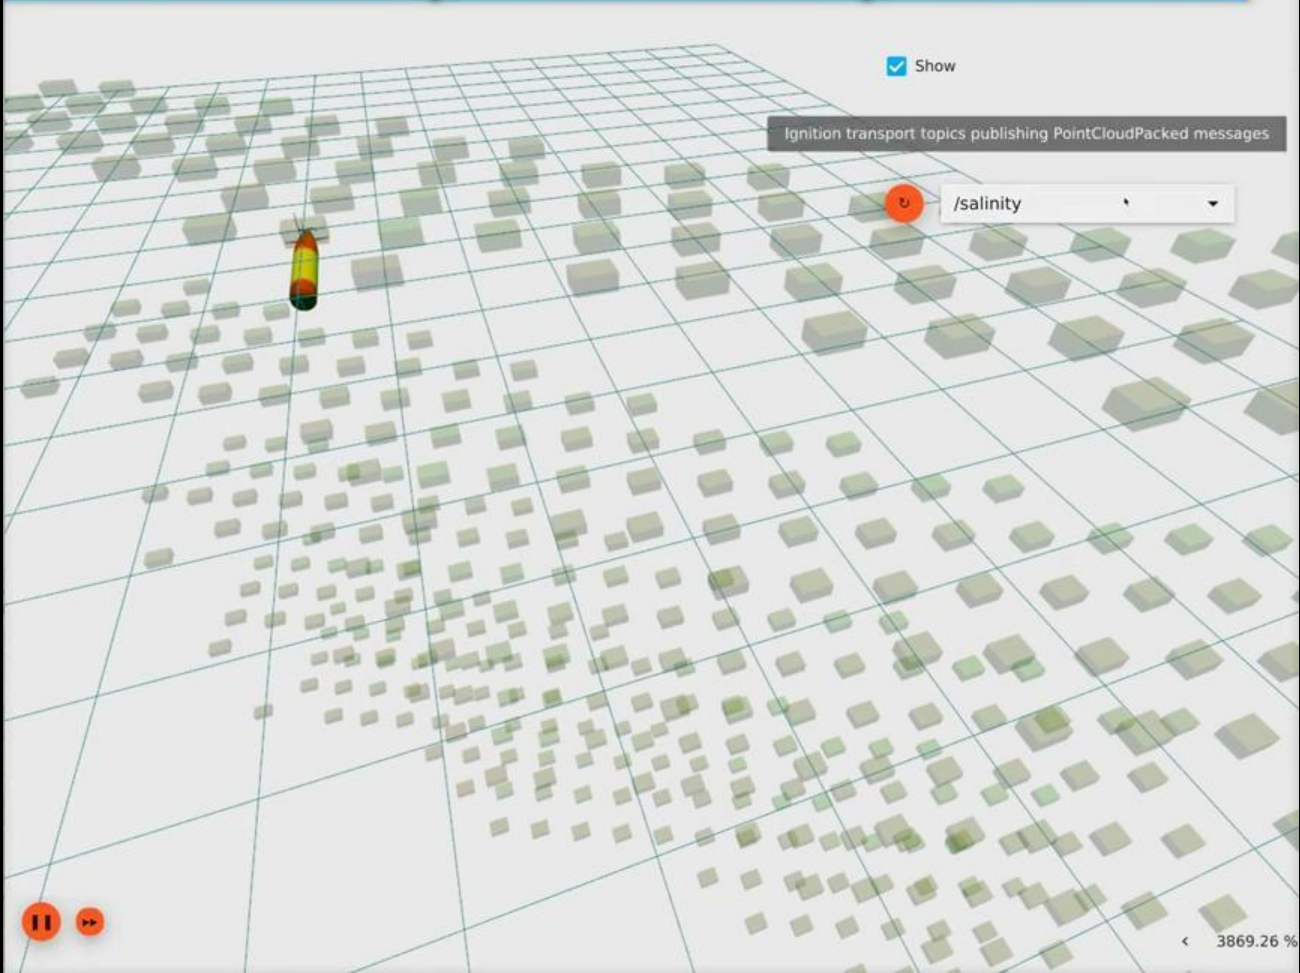 Show
Ignition transport topics publishing PointCloudPacked messages
/salinity
3869.26 %